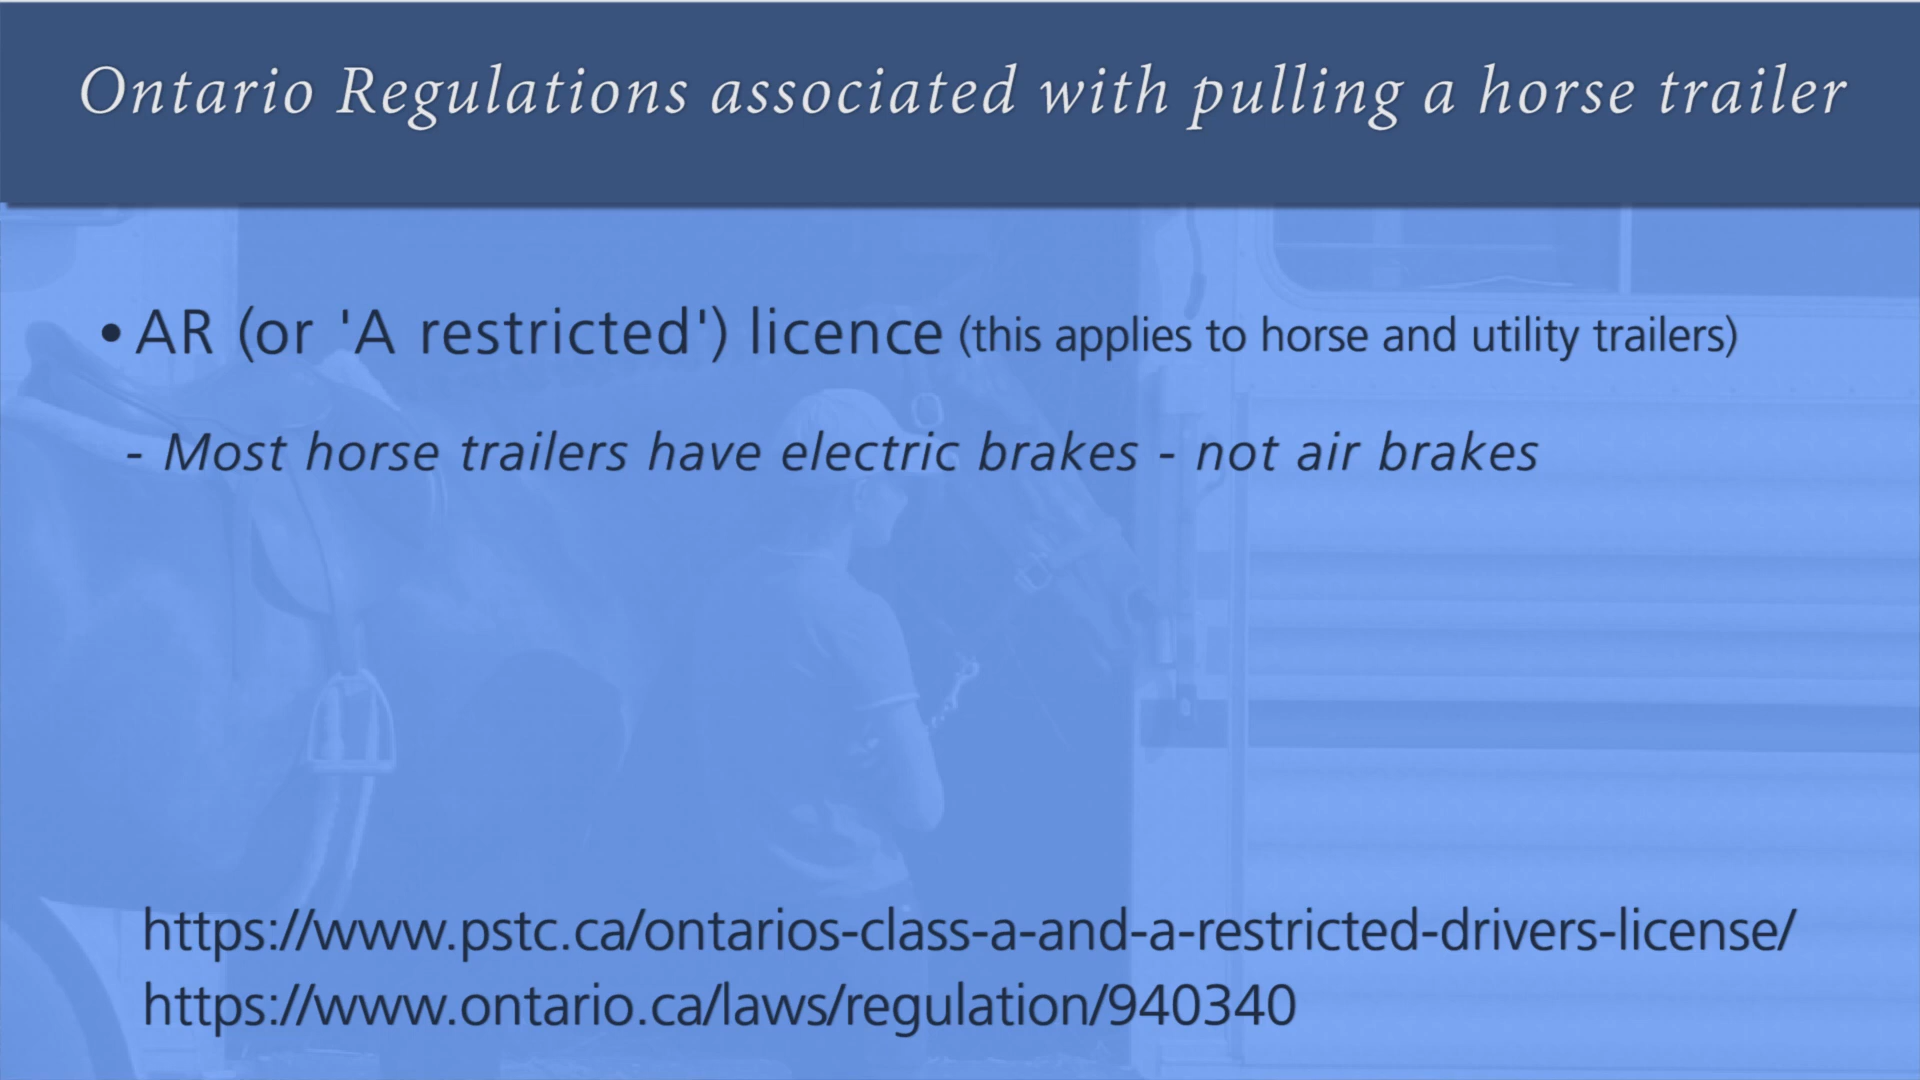 Ontario Regulations associated with pulling a horse trailer
• AR (or 'A restricted') licence (this applies to horse and utility trailers)
- Most horse trailers have electric brakes - not air brakes
https://www.pstc.ca/ontarios-class-a-and-a-restricted-drivers-license/
https://www.ontario.ca/laws/regulation/940340